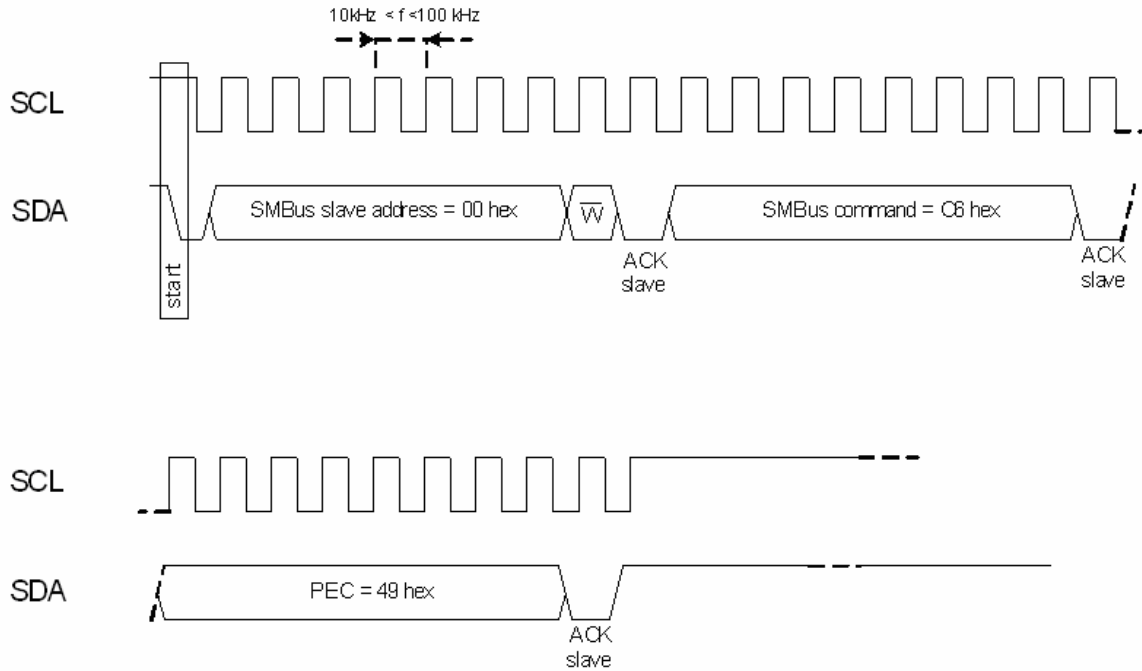 10kHz < f <100 kHz
SCL
SDA
SMBus slave address = 00 hex
W
SMBus command = C6 hex
ACK
slave
ACK
slave
start
SCL
SDA
PEC = 49 hex
ACK
slave